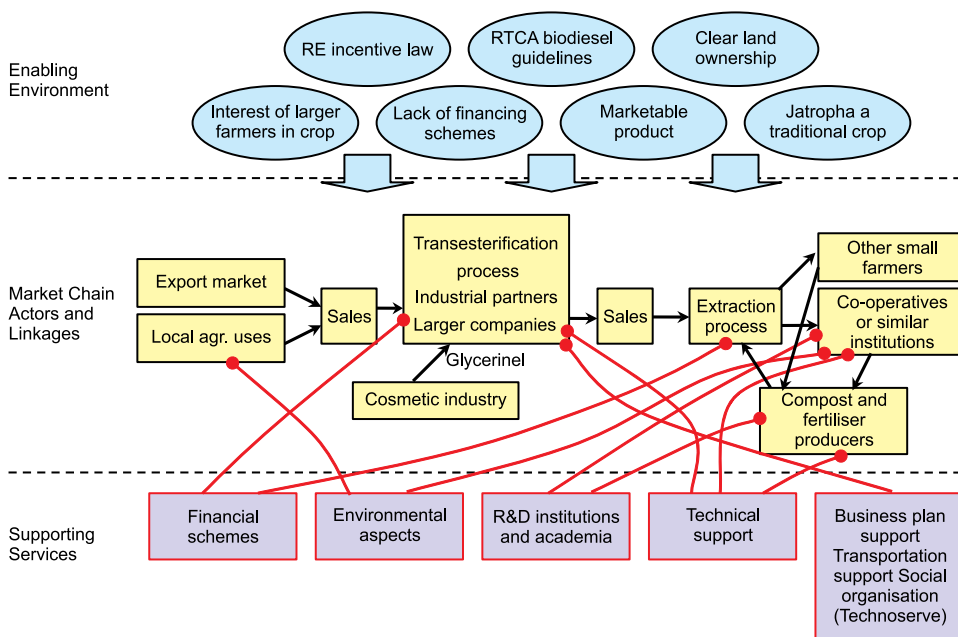 Enabling
Environment
RE incentive law
RTCA biodiesel
guidelines
Clear land
ownership
Interest of larger
farmers in crop
Lack of financing
schemes
Marketable
product
Jatropha a
traditional crop
Market Chain
Actors and
Linkages
Export market
Local agr. uses
Sales
Transesterification
process
Industrial partners
Larger companies
Glycerinel
Cosmetic industry
Sales
Extraction
process
Other small
farmers
Co-operatives
or similar
institutions
Compost and
fertiliser
producers
Supporting
Services
Financial
schemes
Environmental
aspects
R&D institutions
and academia
Technical
support
Business plan
support
Transportation
support Social
organisation
(Technoserve)